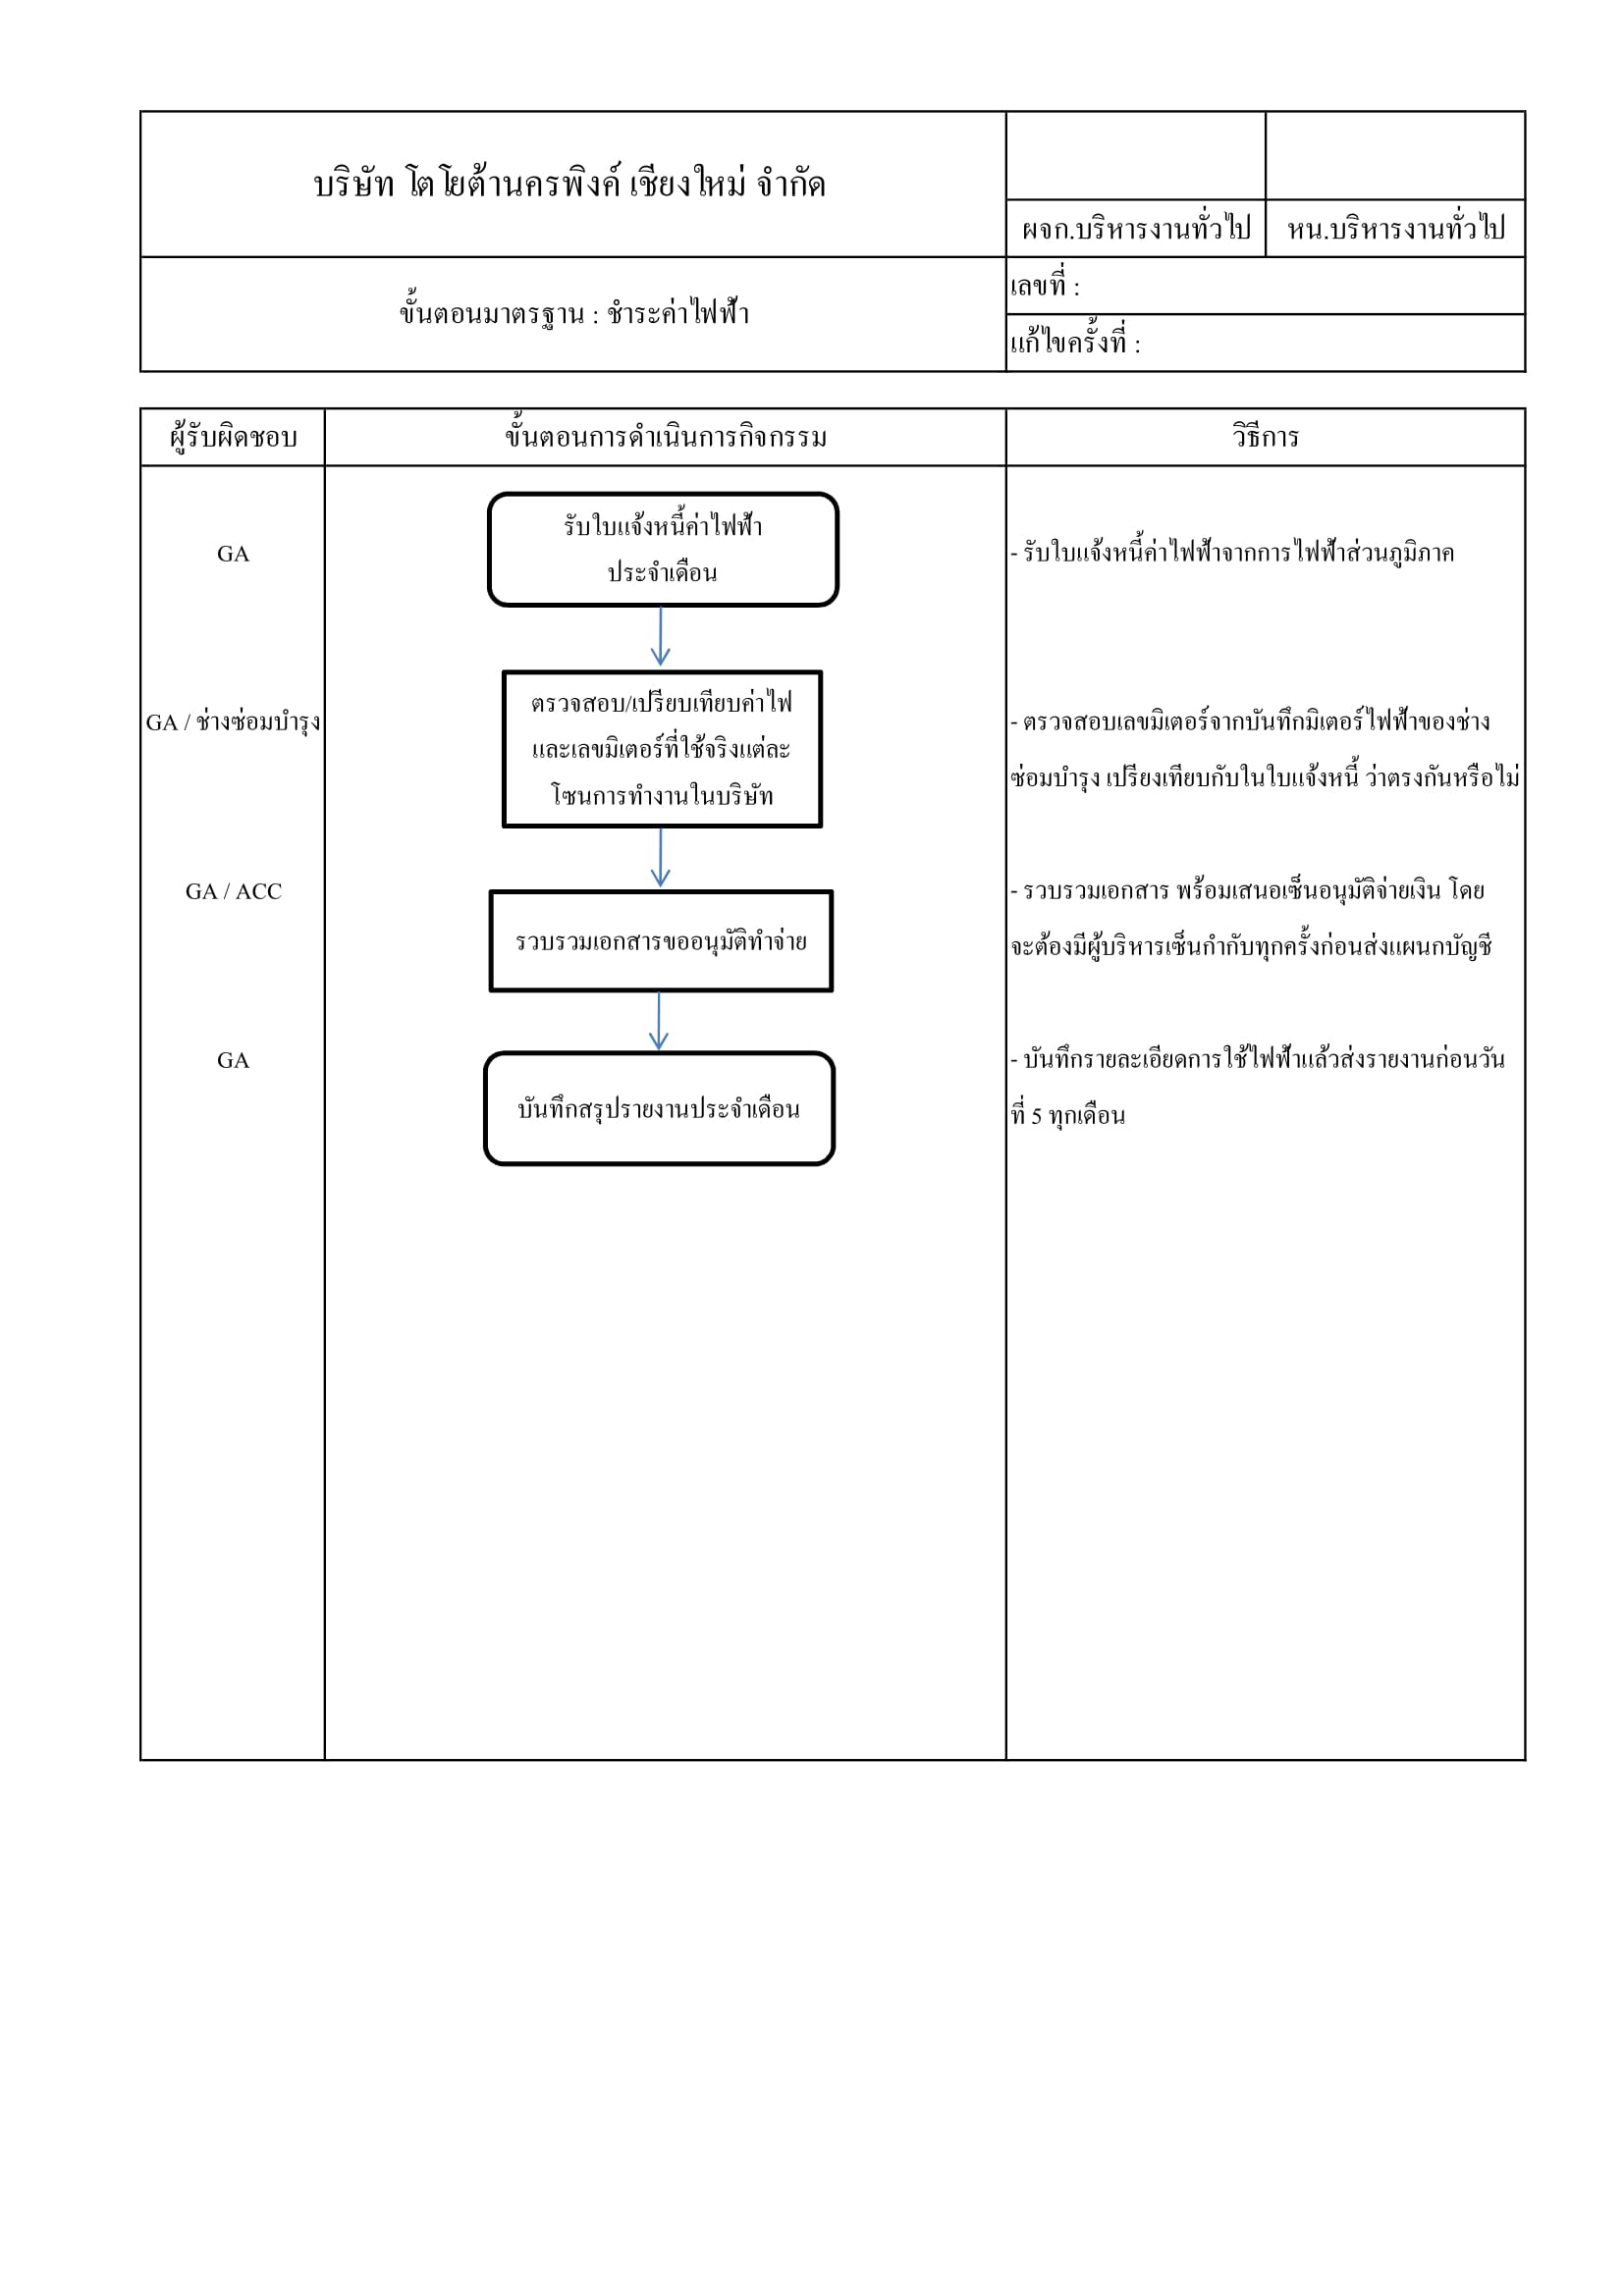 บริษัท โตโยต้านครพิงค์ เชียงใหม่ จำกัด
ผจก.บริหารงานทั่วไป
หน.บริหารงานทั่วไป
ขั้นตอนมาตรฐาน : ชำระค่าไฟฟ้า
เลขที่ :
แก้ไขครั้งที่ :
ผู้รับผิดชอบ
ขั้นตอนการดำเนินการกิจกรรม
วิธีการ
GA
รับใบแจ้งหนี้ค่าไฟฟ้า
ประจำเดือน
- รับใบแจ้งหนี้ค่าไฟฟ้าจากการไฟฟ้าส่วนภูมิภาค
GA / ช่างซ่อมบำรุง
ตรวจสอบ/เปรียบเทียบค่าไฟ
และเลขมิเตอร์ที่ใช้จริงแต่ละ
โซนการทำงานในบริษัท
- ตรวจสอบเลขมิเตอร์จากบันทึกมิเตอร์ไฟฟ้าของช่าง
ซ่อมบำรุง เปรียงเทียบกับในใบแจ้งหนี้ ว่าตรงกันหรือไม่
GA / ACC
รวบรวมเอกสารขออนุมัติทำจ่าย
- รวบรวมเอกสาร พร้อมเสนอเซ็นอนุมัติจ่ายเงิน โดย
จะต้องมีผู้บริหารเซ็นกำกับทุกครั้งก่อนส่งแผนกบัญชี
GA
บันทึกสรุปรายงานประจำเดือน
- บันทึกรายละเอียดการใช้ไฟฟ้าแล้วส่งรายงานก่อนวัน
ที่ 5 ทุกเดือน